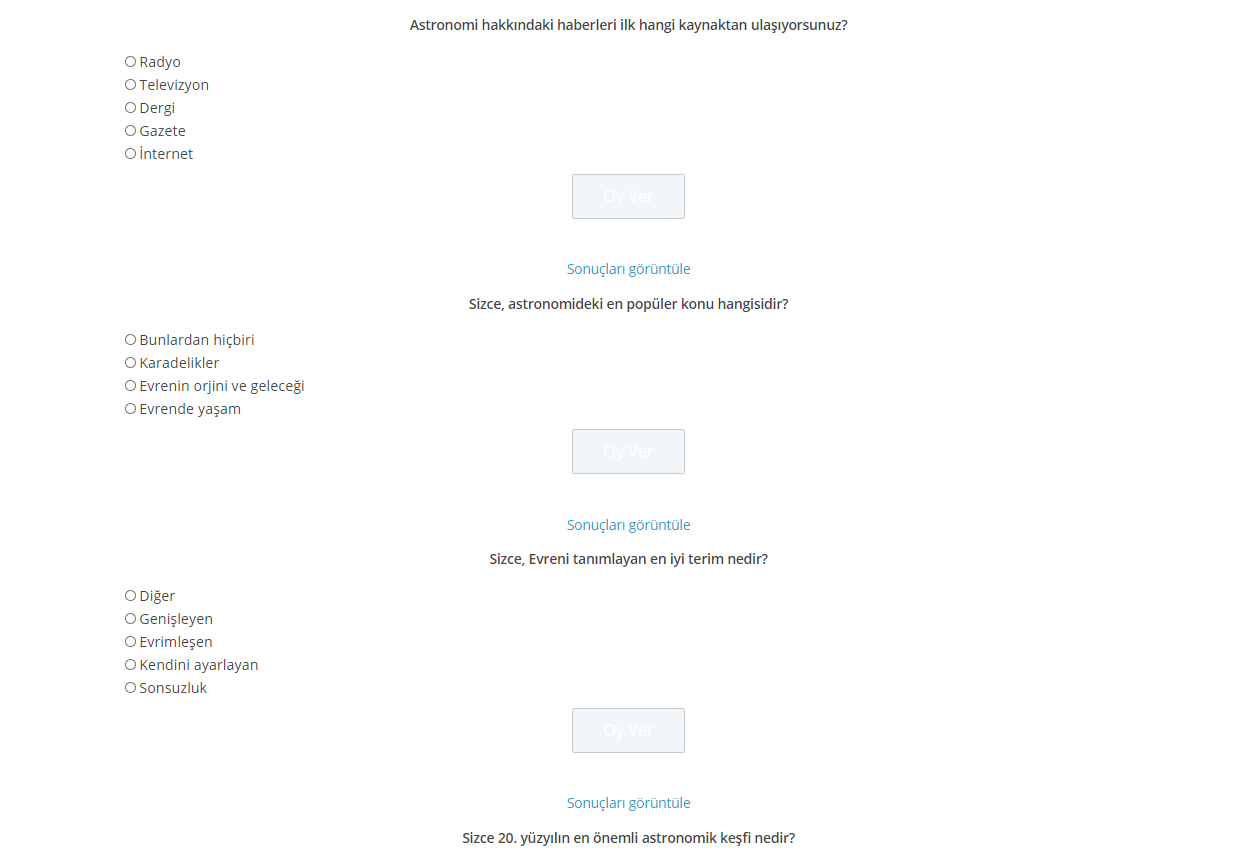 Astronomi hakkındaki haberleri ilk hangi kaynaktan ulaşıyorsunuz?
Radyo
Televizyon
Dergi
Gazete
İnternet
Oy Ver
Sonuçları görüntüle
Sizce, astronomideki en popüler konu hangisidir?
Bunlardan hiçbiri
Karadelikler
Evrenin orjini ve geleceği
Evrende yaşam
Oy Ver
Sonuçları görüntüle
Sizce, Evreni tanımlayan en iyi terim nedir?
Diğer
Genişleyen
Evrimleşen
Kendini ayarlayan
Sonsuzluk
Oy Ver
Sonuçları görüntüle
Sizce 20. yüzyılın en önemli astronomik keşfi nedir?